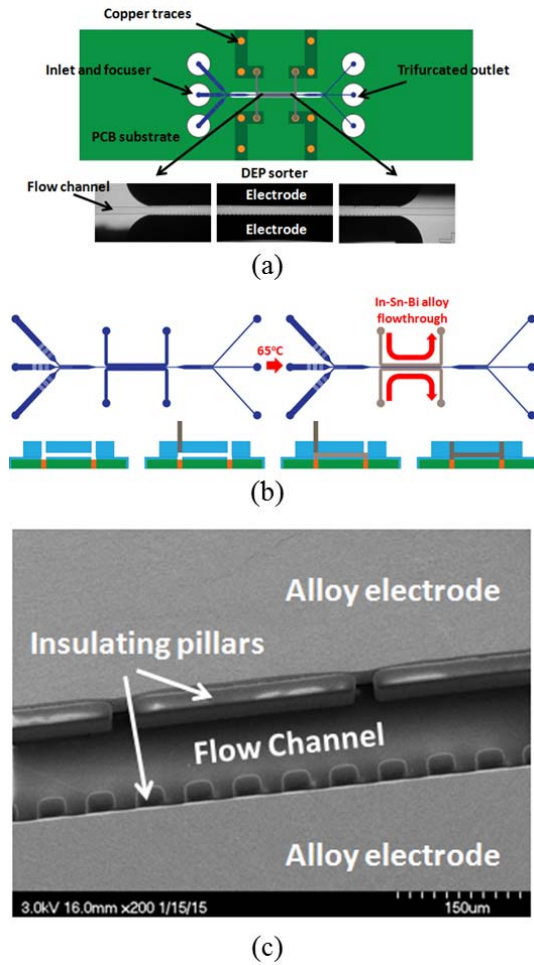 Copper traces
Inlet and focuser
Trifurcated outlet
PCB substrate
DEP sorter
Flow channel
Electrode
Electrode
(a)
In-Sn-Bi alloy
flowthrough
65°C
(b)
Alloy electrode
Insulating pillars
Flow Channel
Alloy electrode
3.0kV 16.0mm x200 1/15/15
150um
(c)